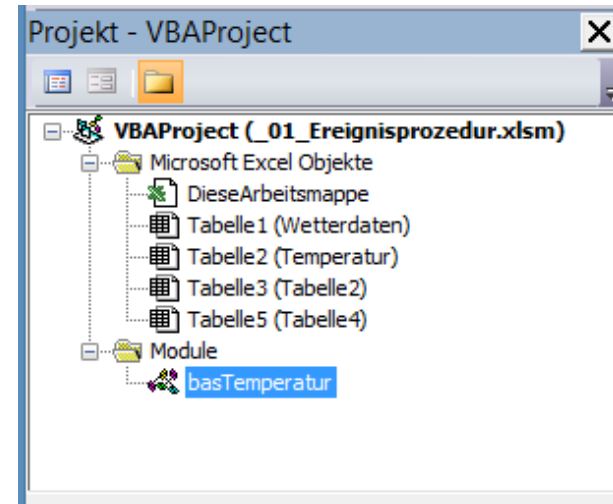 Projekt - VBAProject
VBAProject (_01_Ereignisprozedur.xlsm)
Microsoft Excel Objekte
DieseArbeitsmappe
Tabelle1 (Wetterdaten)
Tabelle2 (Temperatur)
Tabelle3 (Tabelle2)
Tabelle5 (Tabelle4)
Module
basTemperatur